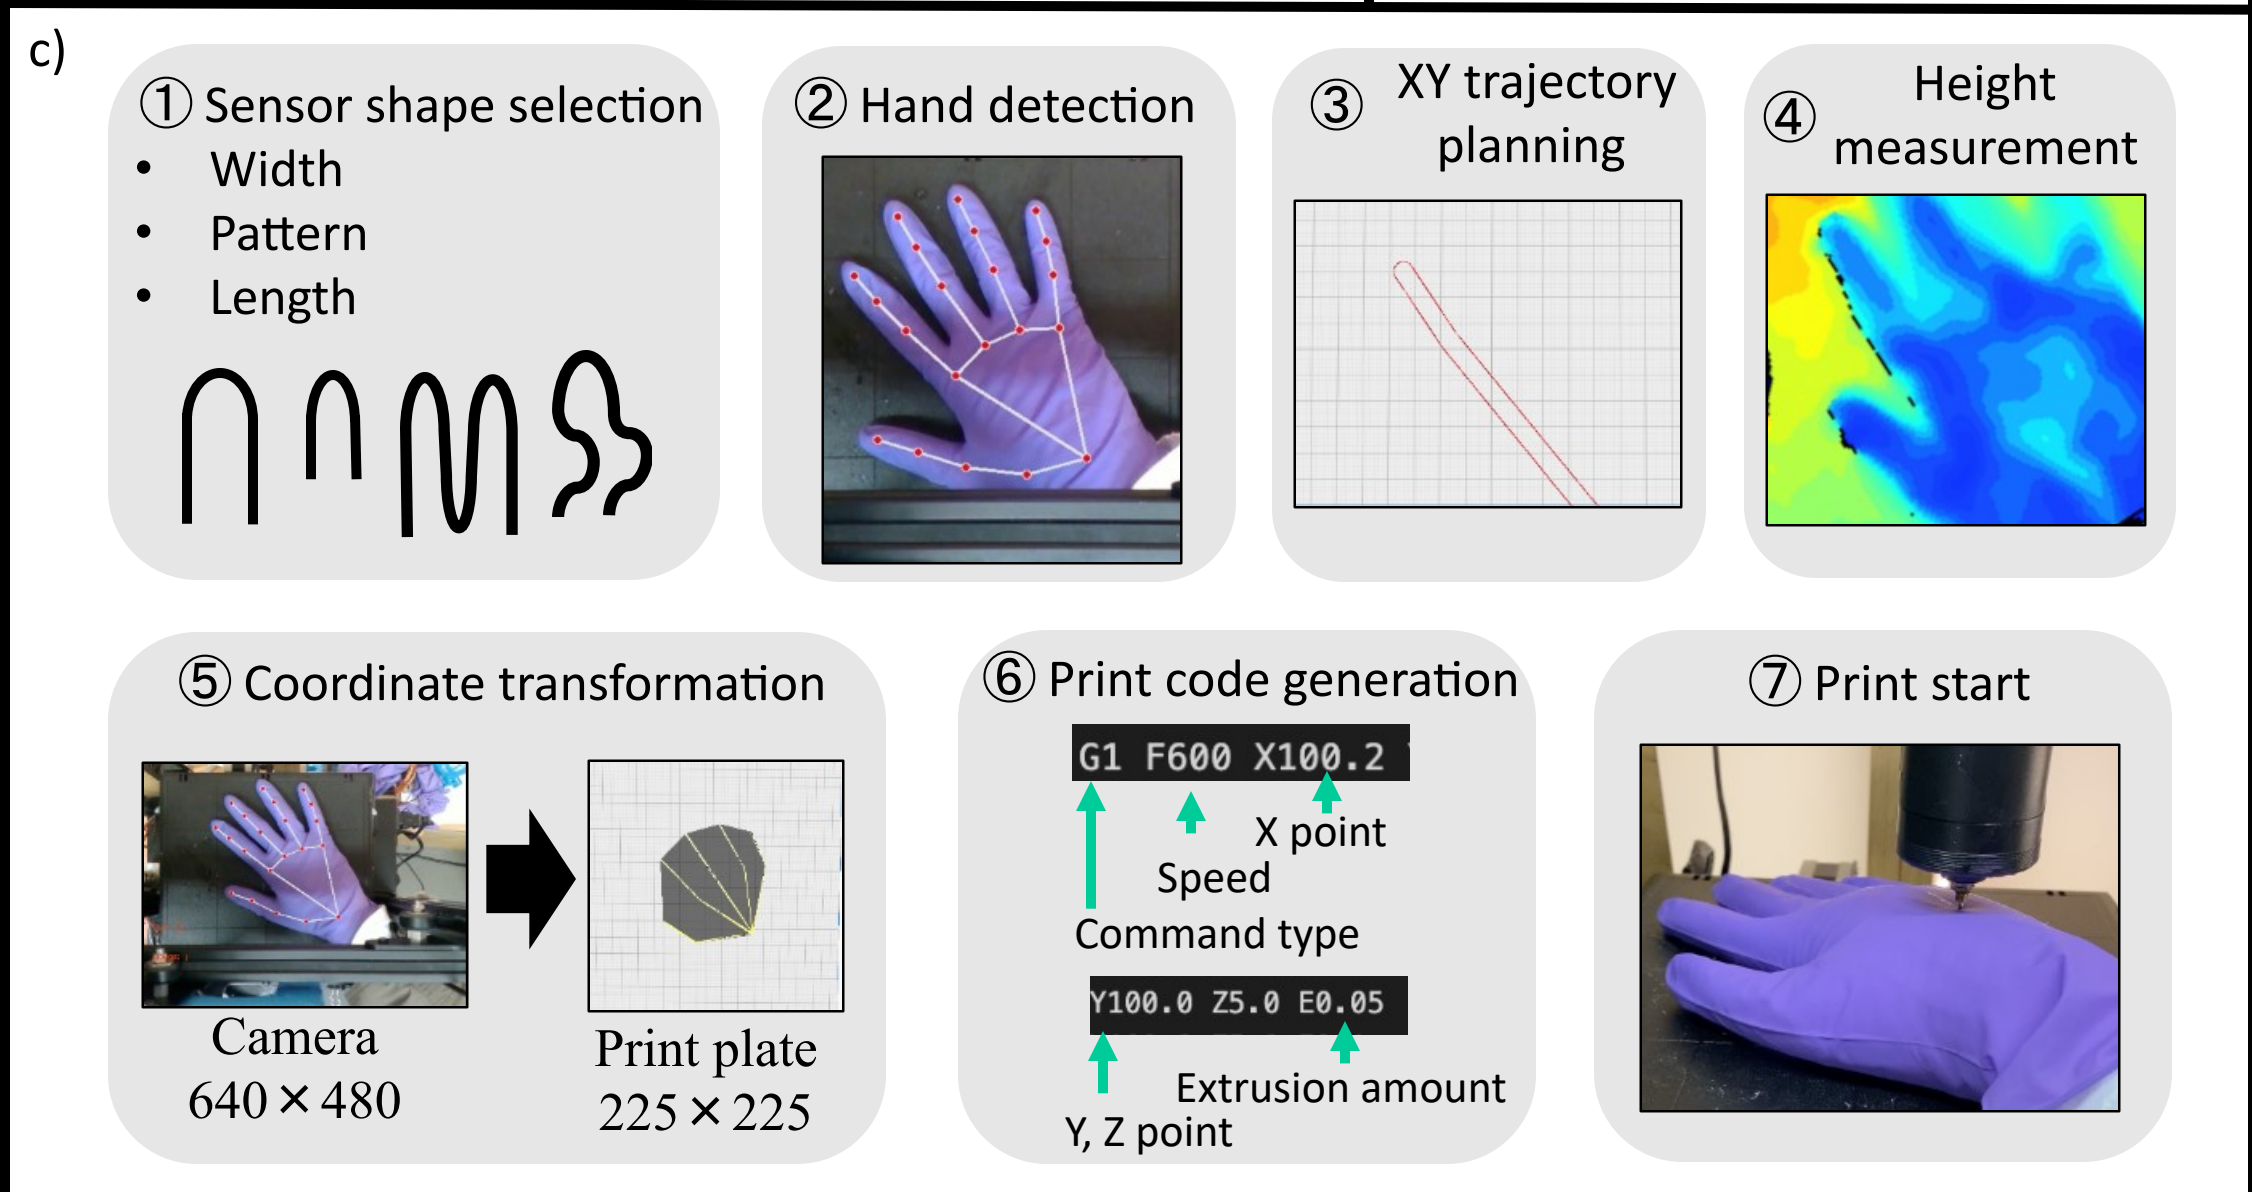 c)
① Sensor shape selection
• Width
• Pattern
• Length
② Hand detection
③ XY trajectory
planning
④ Height
measurement
⑤ Coordinate transformation
Camera
640×480
Print plate
225×225
⑥ Print code generation
G1 F600 X100.2
X point
Speed
Command type
Y100.0 Z5.0 E0.05
Extrusion amount
Y, Z point
⑦ Print start